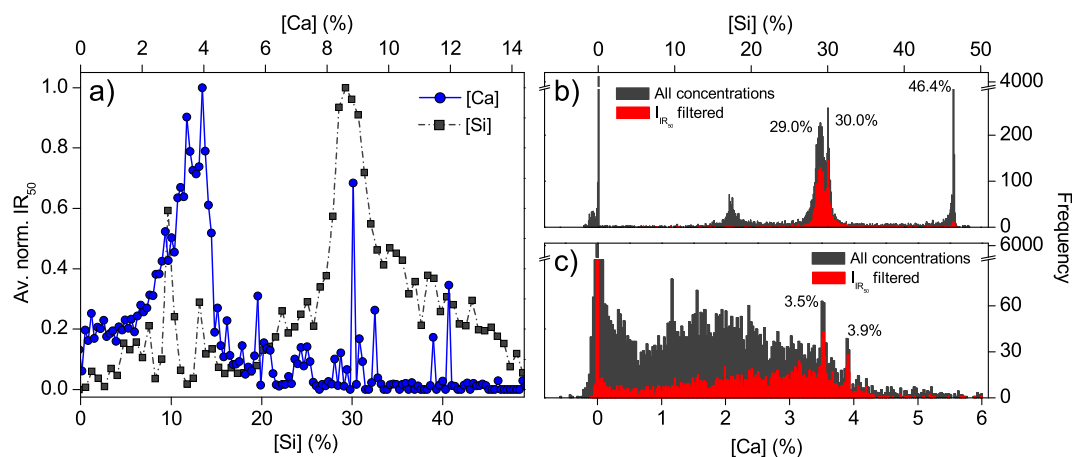 [Ca] (%)
0 2 4 6 8 10 12 14
a)
[Ca]
[Si]
1.0
0.8
0.6
0.4
0.2
0.0
Av. norm. IR50
0 10 20 30 40
[Si] (%)
[Si] (%)
0 10 20 30 40 50
b)
All concentrations
I_IR50 filtered
29.0%
30.0%
46.4%
4000
200
100
0
c)
All concentrations
I_IR50 filtered
3.5%
3.9%
6000
60
30
0
Frequency
0 1 2 3 4 5 6
[Ca] (%)